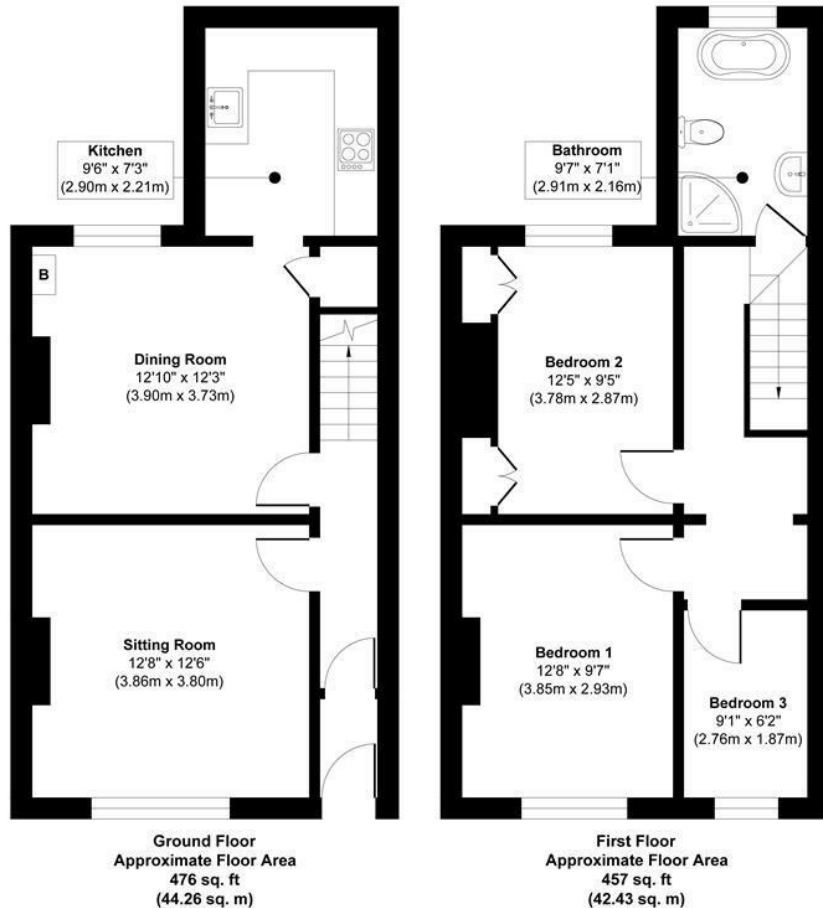 Kitchen
9'6" x 7'3"
(2.90m x 2.21m)
B
Dining Room
12'10" x 12'3"
(3.90m x 3.73m)
Sitting Room
12'8" x 12'6"
(3.86m x 3.80m)
Ground Floor
Approximate Floor Area
476 sq. ft
(44.26 sq. m)
Bathroom
9'7" x 7'1"
(2.91m x 2.16m)
Bedroom 2
12'5" x 9'5"
(3.78m x 2.87m)
Bedroom 1
12'8" x 9'7"
(3.85m x 2.93m)
Bedroom 3
9'1" x 6'2"
(2.76m x 1.87m)
First Floor
Approximate Floor Area
457 sq. ft
(42.43 sq. m)